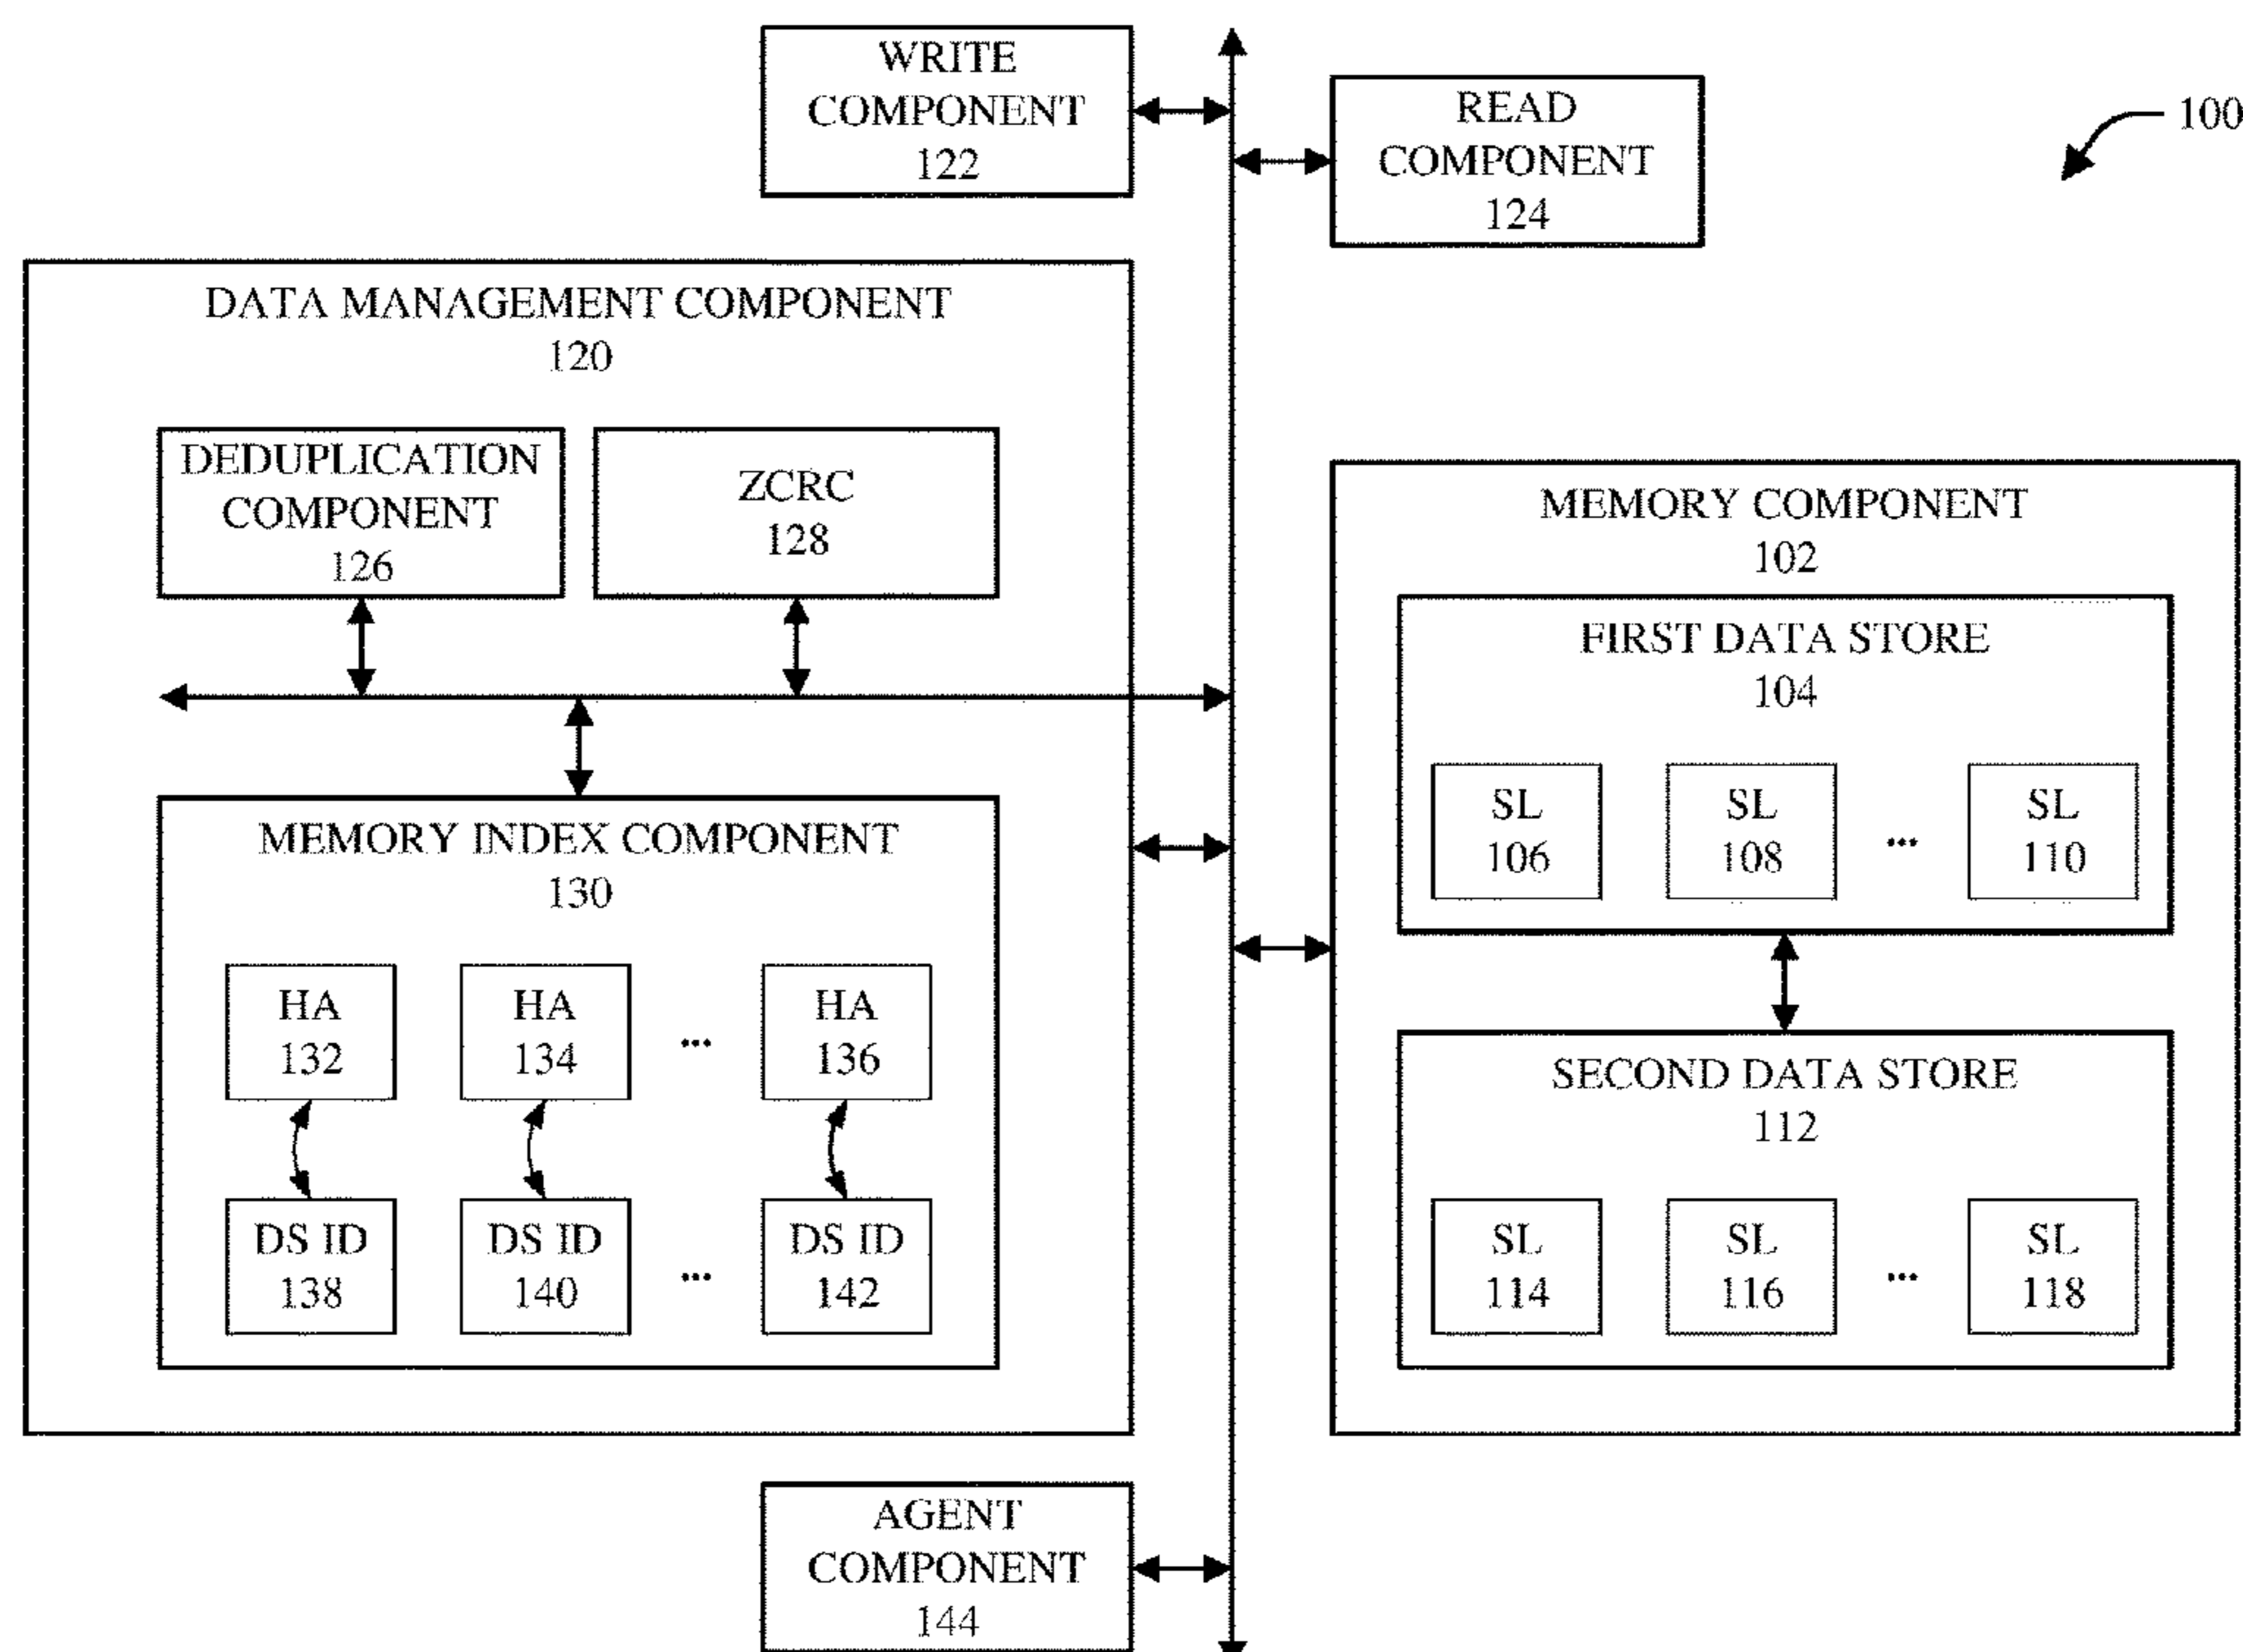 WRITE
COMPONENT
122
READ
COMPONENT
124
100
DATA MANAGEMENT COMPONENT
120
DEDUPLICATION
COMPONENT
126
ZCRC
128
MEMORY INDEX COMPONENT
130
HA
132
HA
134
...
HA
136
DS ID
138
DS ID
140
...
DS ID
142
MEMORY COMPONENT
102
FIRST DATA STORE
104
SL
106
SL
108
...
SL
110
SECOND DATA STORE
112
SL
114
SL
116
...
SL
118
AGENT
COMPONENT
144